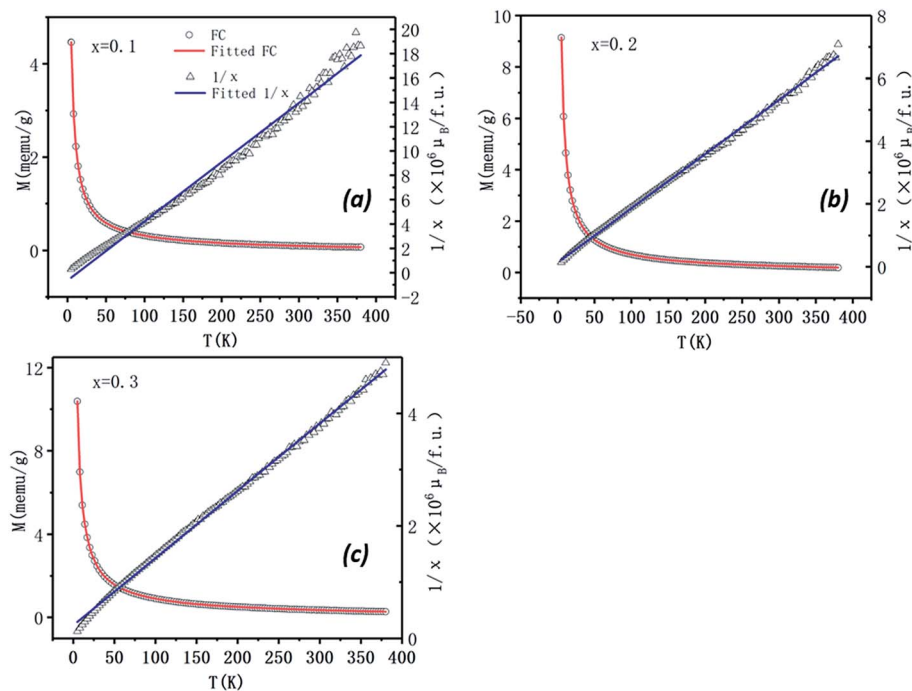 x=0.1
FC
Fitted FC
1/x
Fitted 1/x
(a)
M(memu/g)
4
2
0
20
18
16
14
12
10
8
6
4
2
0
-2
1/x (×10⁶ μ_B/f.u.)
0 50 100 150 200 250 300 350 400
T(K)
x=0.2
(b)
M(memu/g)
10
8
6
4
2
0
8
6
4
2
0
1/x (×10⁶ μ_B/f.u.)
-50 0 50 100 150 200 250 300 350 400
T(K)
x=0.3
(c)
M(memu/g)
12
8
4
0
4
2
0
1/x (×10⁶ μ_B/f.u.)
0 50 100 150 200 250 300 350 400
T(K)